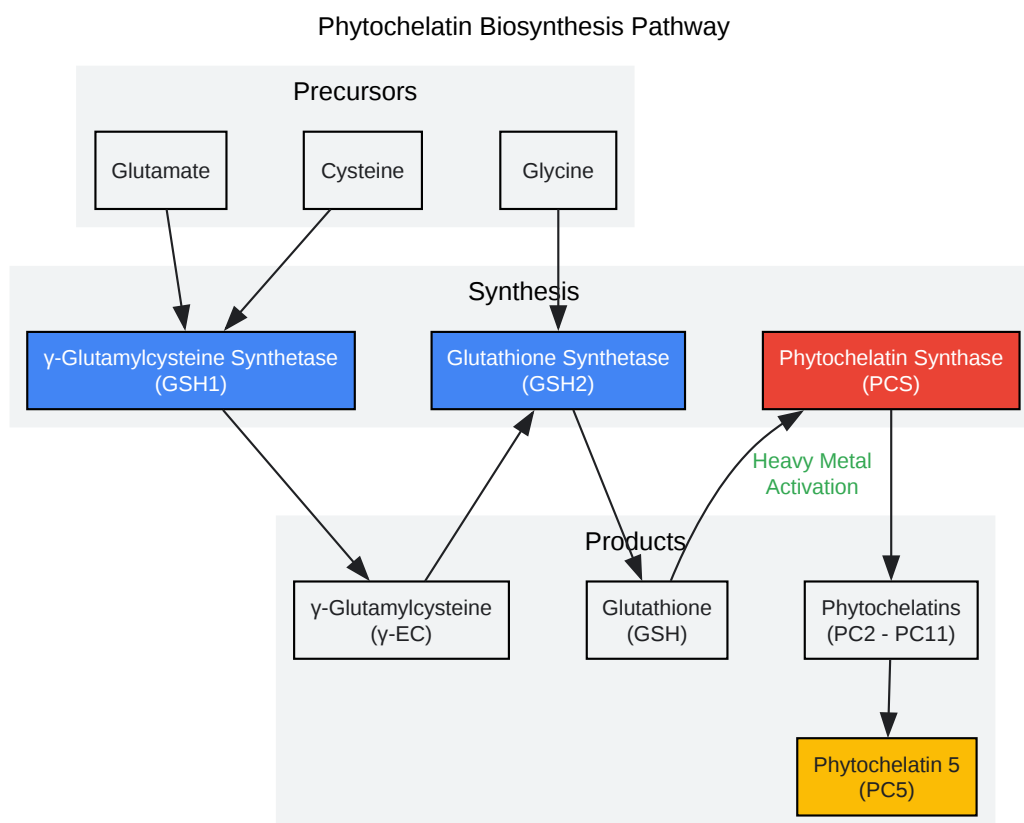 Phytochelatin Biosynthesis Pathway
Precursors
Glutamate
Cysteine
Glycine
Synthesis
γ-Glutamylcysteine Synthetase
(GSH1)
Glutathione Synthetase
(GSH2)
Phytochelatin Synthase
(PCS)
Heavy Metal
Activation
Products
γ-Glutamylcysteine
(γ-EC)
Glutathione
(GSH)
Phytochelatins
(PC2 - PC11)
Phytochelatin 5
(PC5)